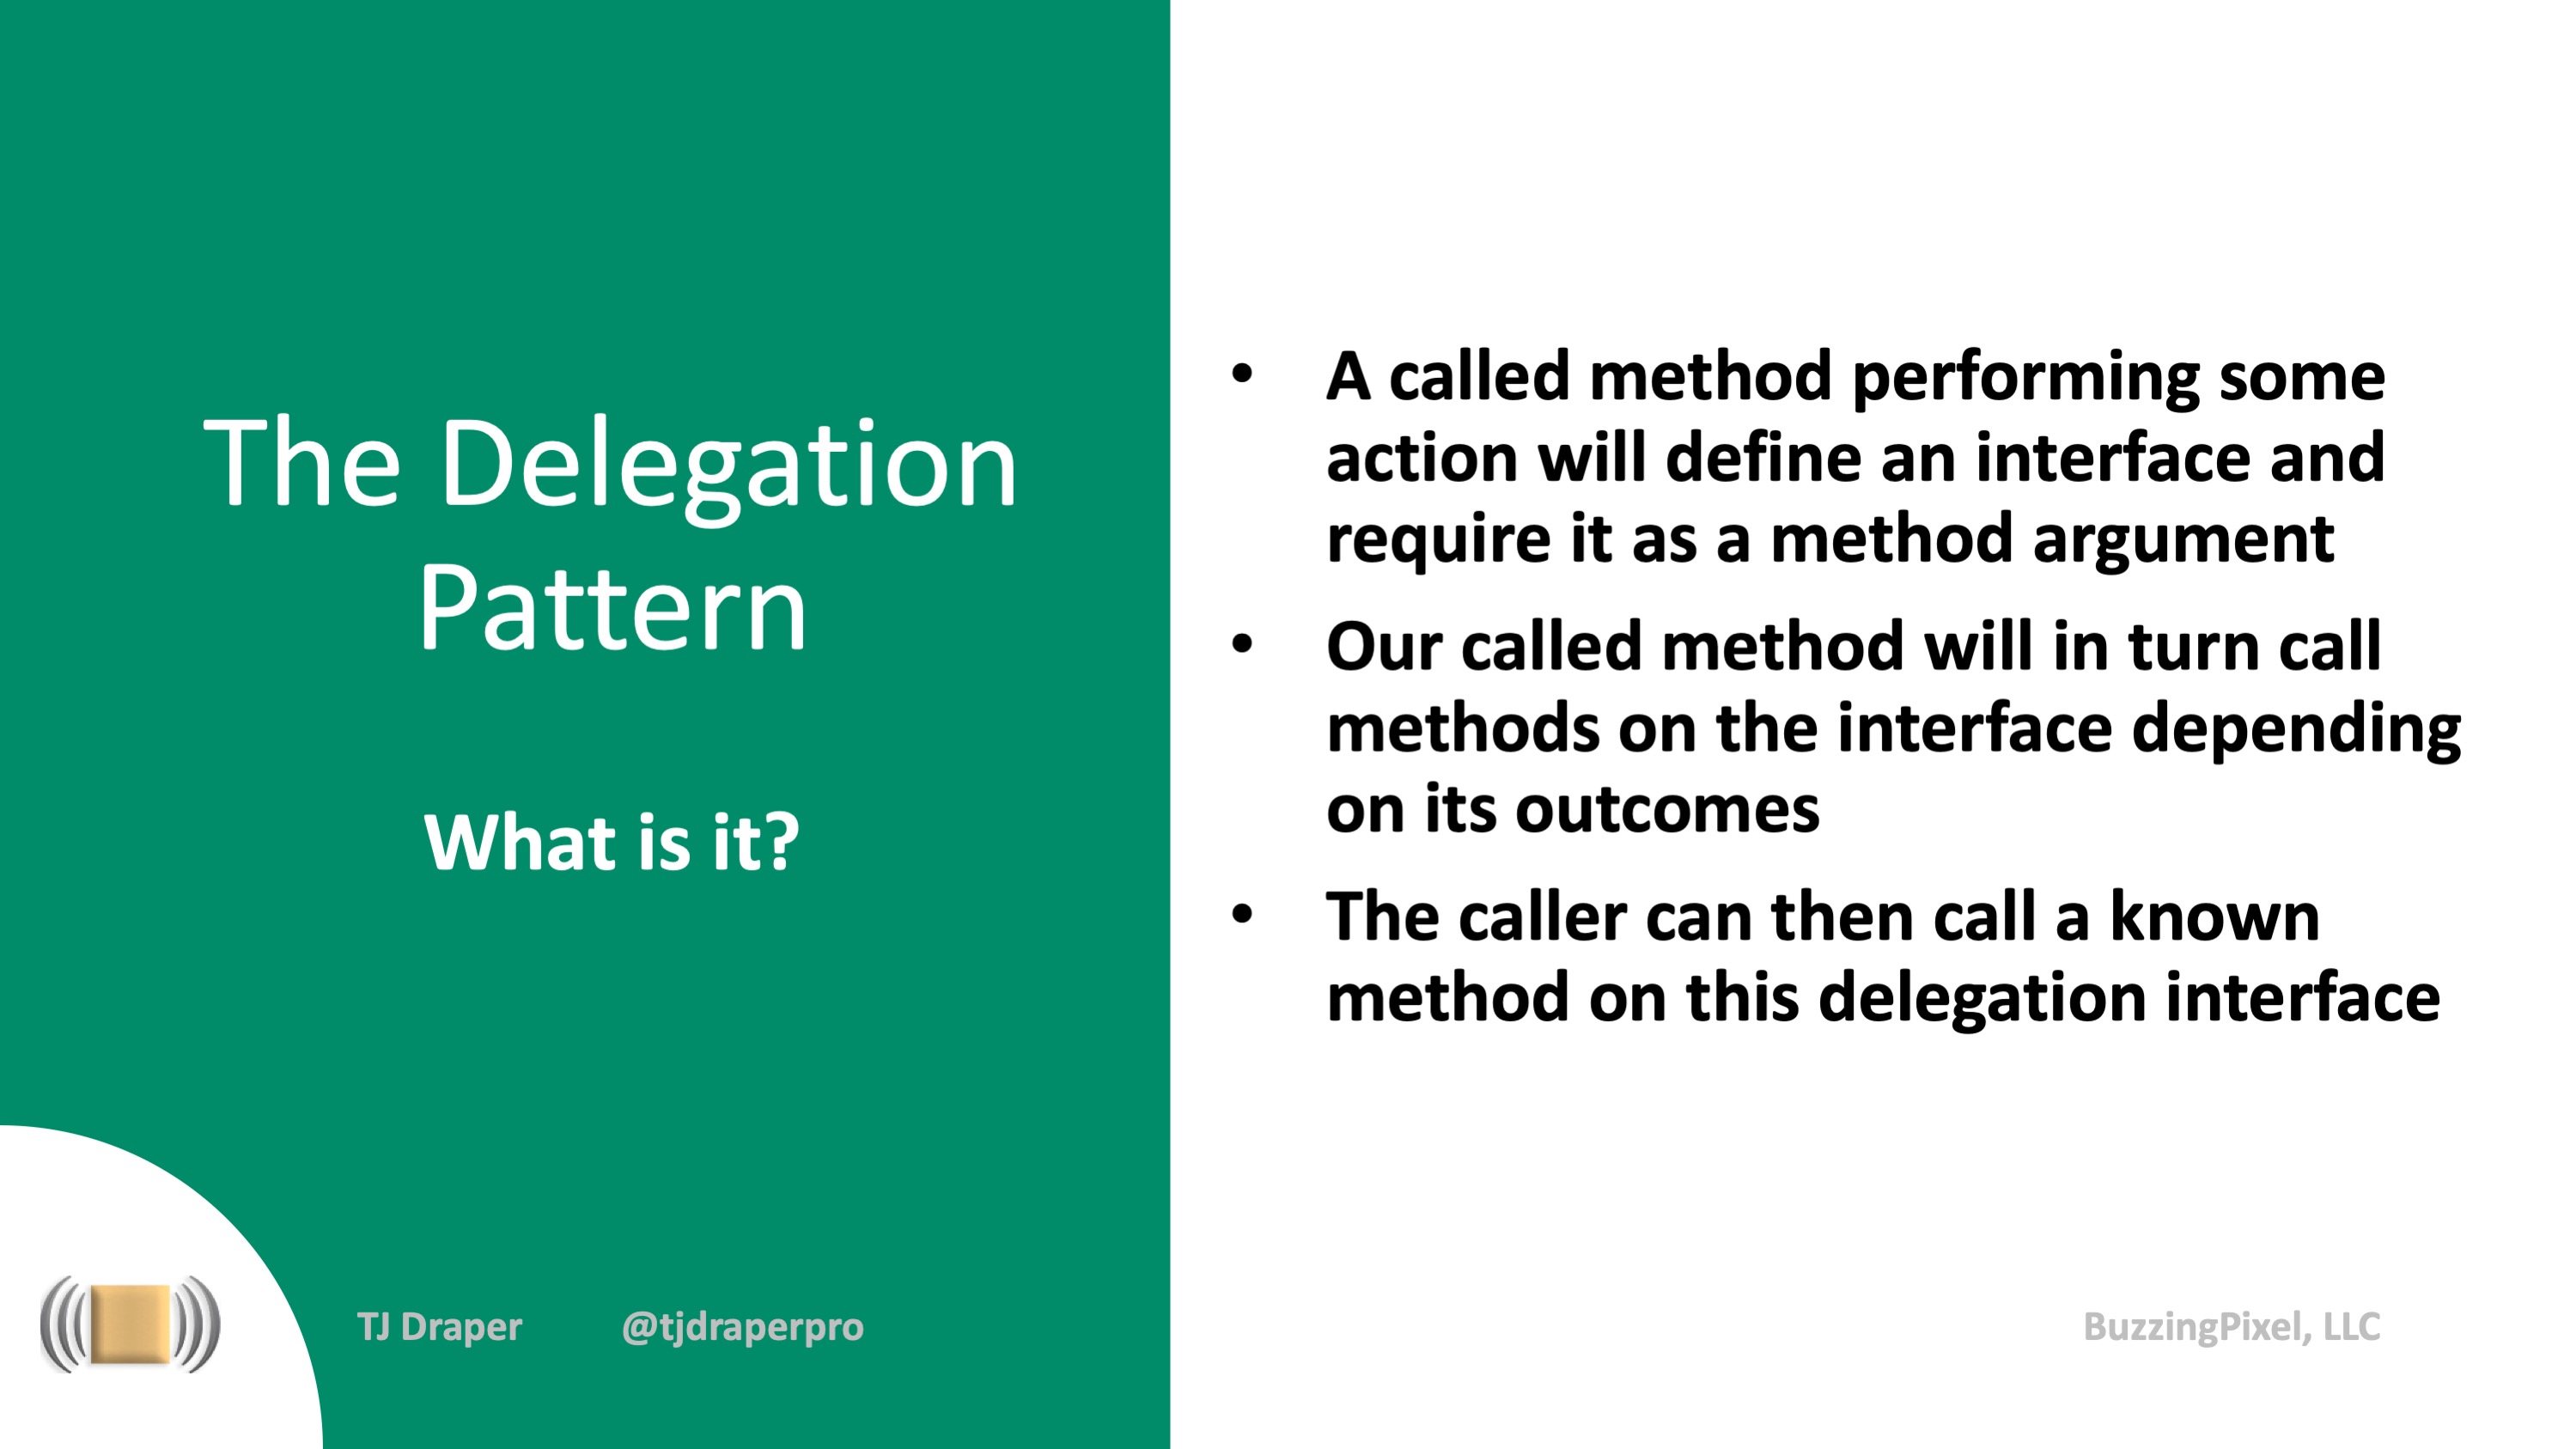 The Delegation
Pattern
What is it?
• A called method performing some
action will define an interface and
require it as a method argument
• Our called method will in turn call
methods on the interface depending
on its outcomes
• The caller can then call a known
method on this delegation interface
TJ Draper @tjdraperpro
BuzzingPixel, LLC